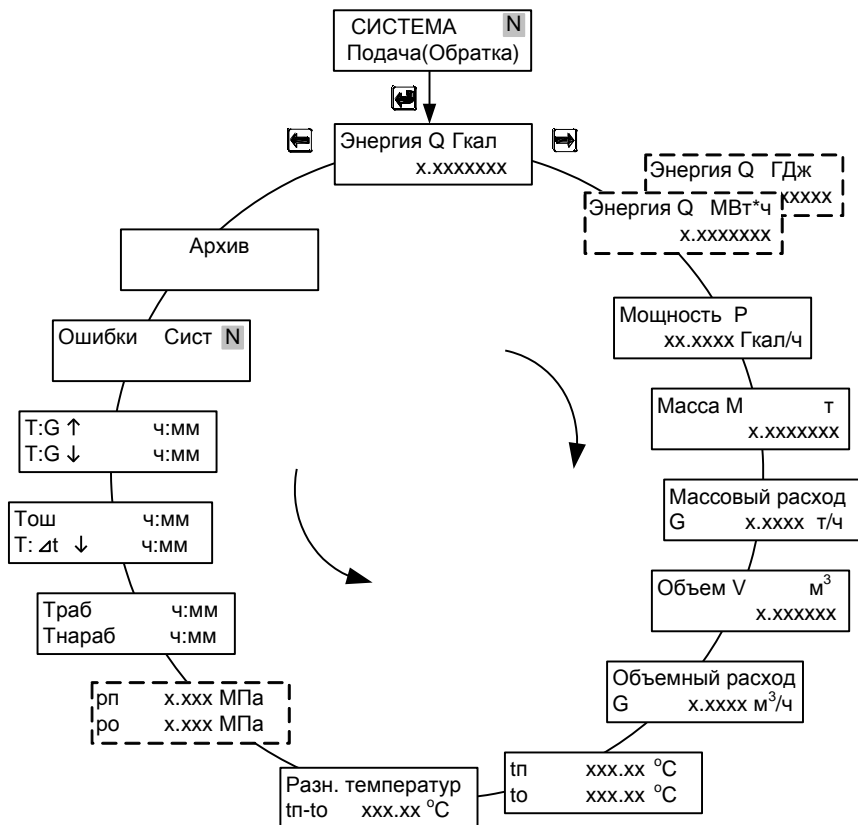 СИСТЕМА N
Подача(Обратка)
Энергия Q Гкал
x.xxxxxxx
Энергия Q ГДж
xxxxx
Энергия Q МВт*ч
x.xxxxxxx
Мощность P
xx.xxxx Гкал/ч
Масса М т
x.xxxxxxx
Массовый расход
G x.xxxx т/ч
Объем V м³
x.xxxxxx
Объемный расход
G x.xxxx м³/ч
tп xxx.xx °C
to xxx.xx °C
Разн. температур
tп-to xxx.xx °C
рп x.xxx МПа
ро x.xxx МПа
Траб ч:мм
Тнараб ч:мм
Тош ч:мм
T: ⊿t ↓ ч:мм
T:G ↑ ч:мм
T:G ↓ ч:мм
Ошибки Сист N
Архив